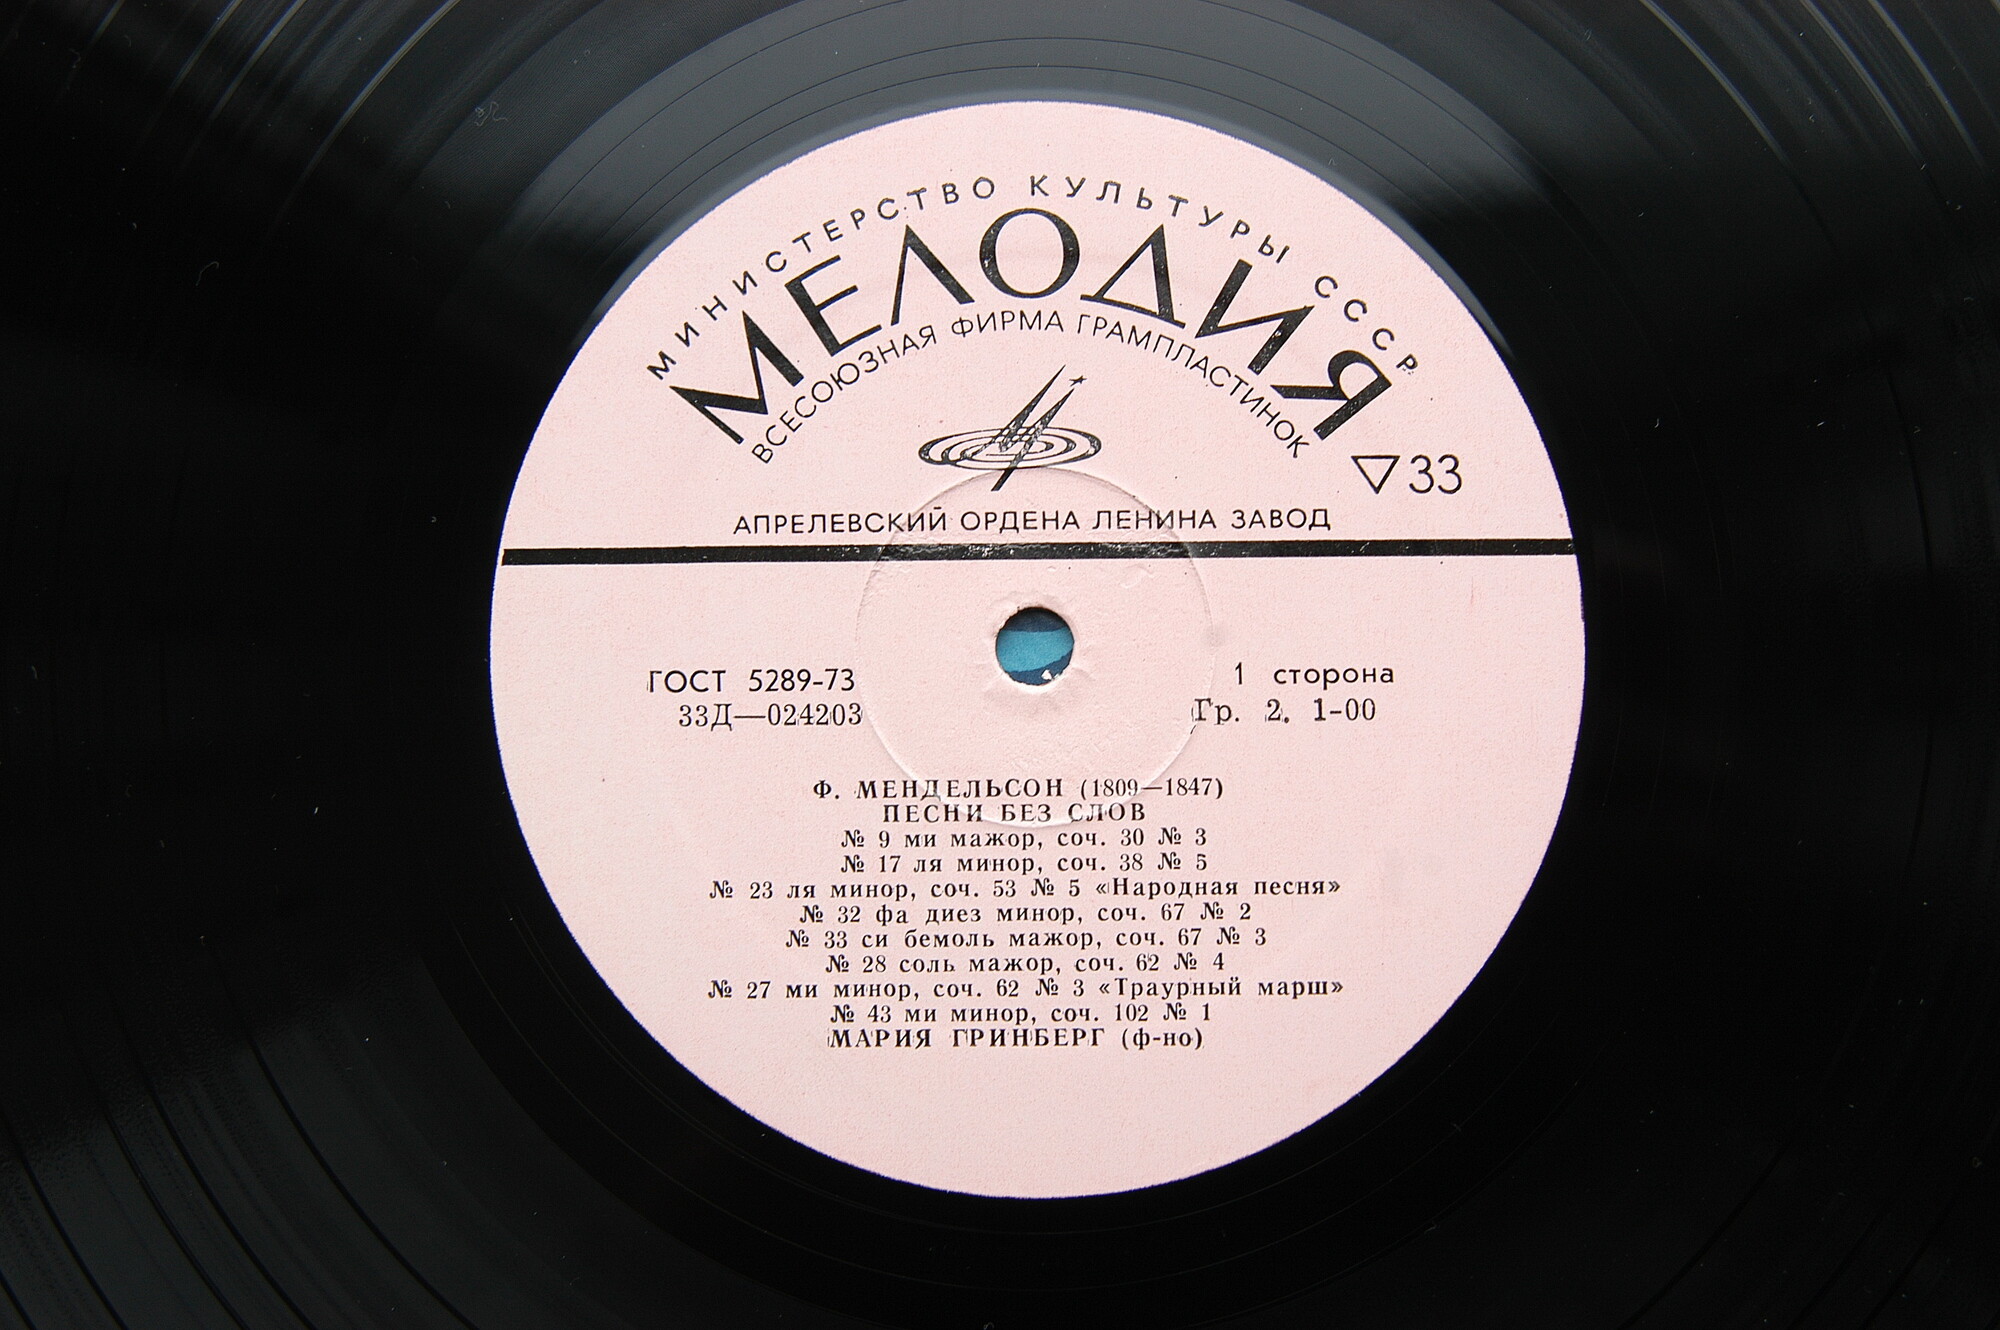 МИНИСТЕРСТВО КУЛЬТУРЫ СССР
МЕЛОДИЯ
ВСЕСОЮЗНАЯ ФИРМА ГРАМПЛАСТИНОК
▽33
АПРЕЛЕВСКИЙ ОРДЕНА ЛЕНИНА ЗАВОД
ГОСТ 5289-73
33Д—024203
1 сторона
Гр. 2. 1-00
Ф. МЕНДЕЛЬСОН (1809—1847)
ПЕСНИ БЕЗ СЛОВ
№ 9 ми мажор, соч. 30 № 3
№ 17 ля минор, соч. 38 № 5
№ 23 ля минор, соч. 53 № 5 «Народная песня»
№ 32 фа диез минор, соч. 67 № 2
№ 33 си бемоль мажор, соч. 67 № 3
№ 28 соль мажор, соч. 62 № 4
№ 27 ми минор, соч. 62 № 3 «Траурный марш»
№ 43 ми минор, соч. 102 № 1
МАРИЯ ГРИНБЕРГ (ф-но)